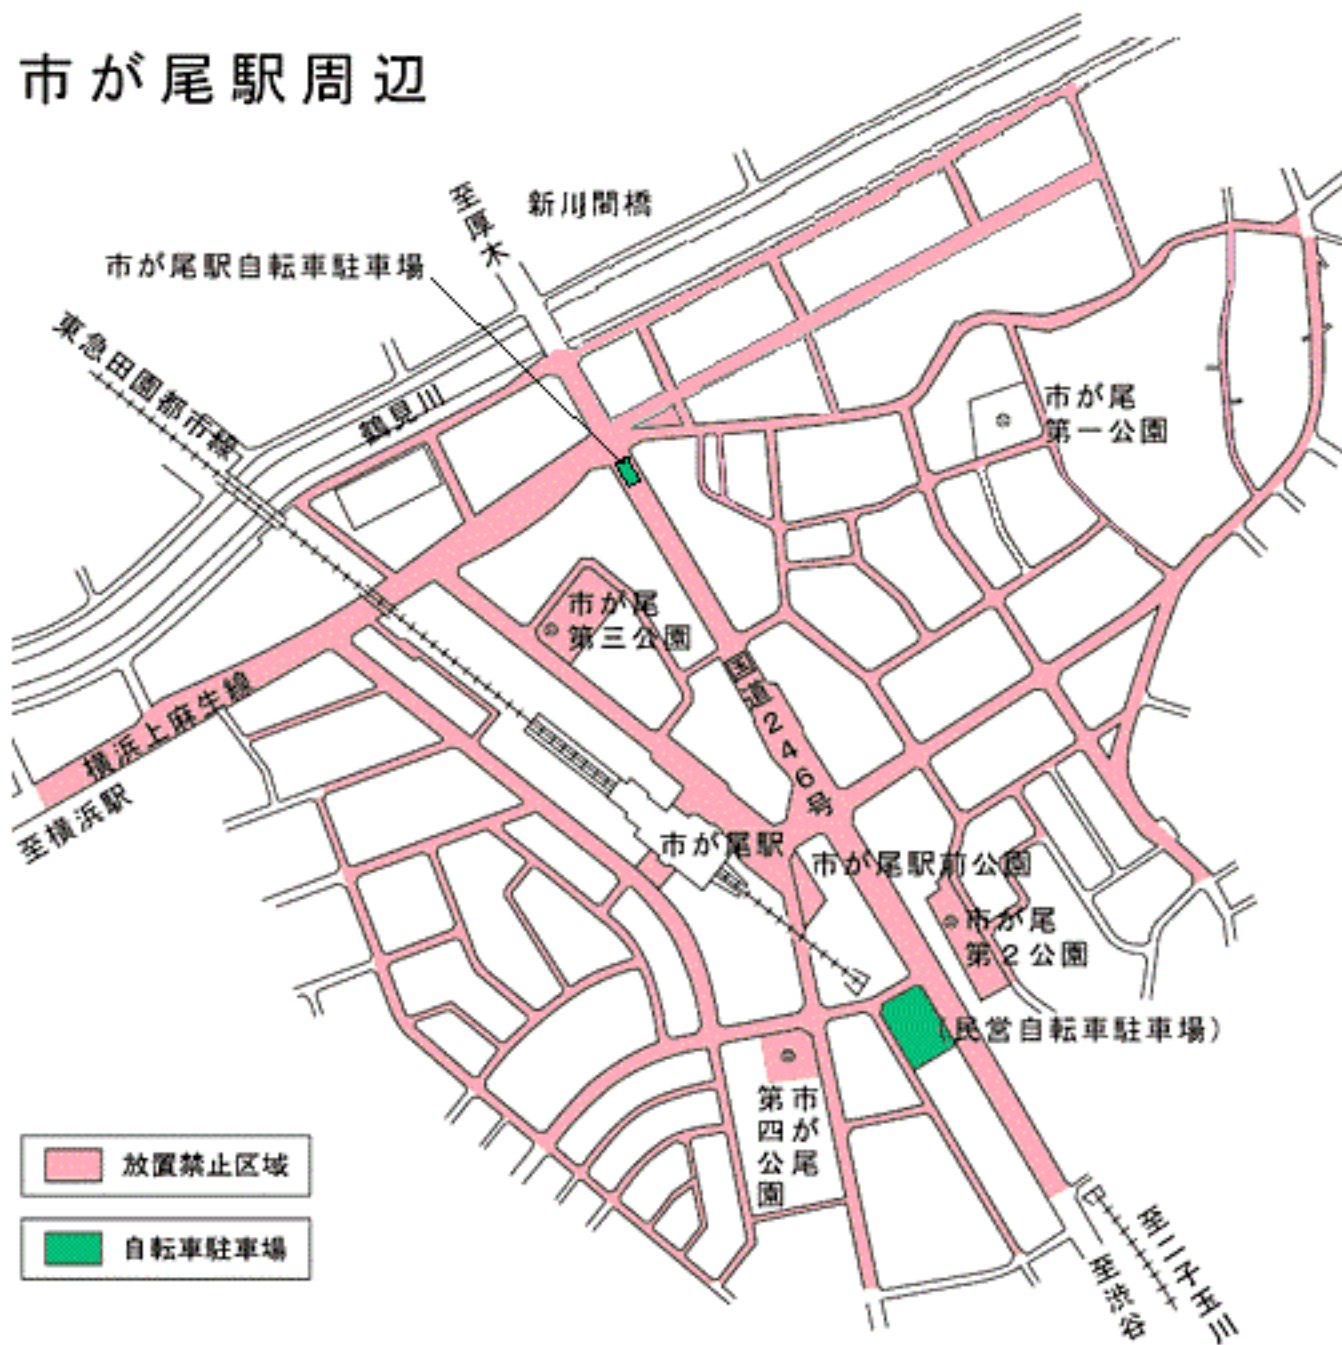 市が尾駅周辺
至厚木
新川間橋
市が尾駅自転車駐車場
東急田園都市線
鶴見川
市が尾
第一公園
市が尾
第三公園
国道246号
横浜上麻生線
至横浜駅
市が尾駅
市が尾駅前公園
市が尾
第2公園
(民営自転車駐車場)
市が尾
第四公園
放置禁止区域
自転車駐車場
至二子玉川
至渋谷